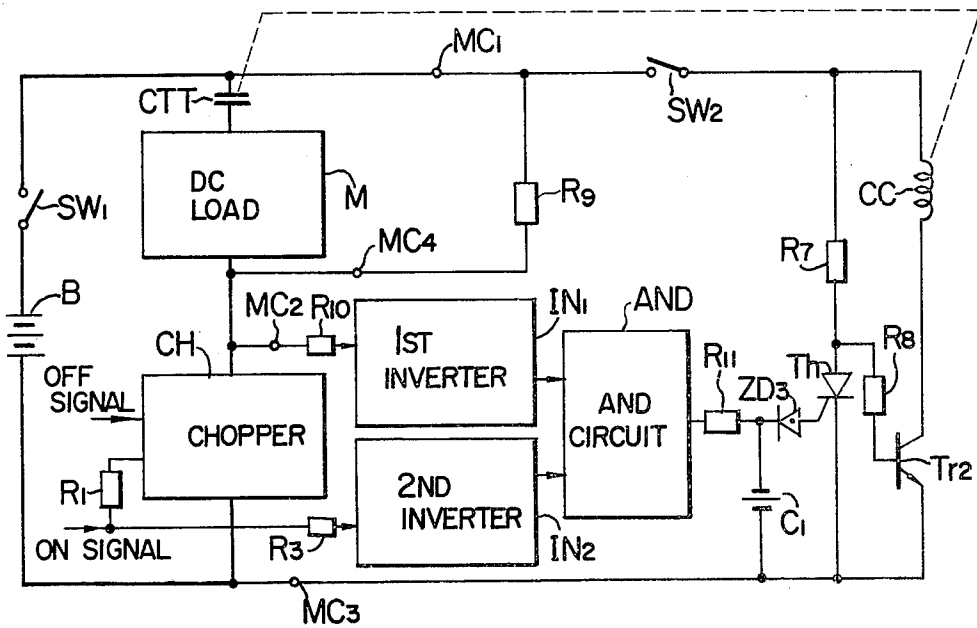 MC1
CTT
SW2
DC
LOAD
M
R9
CC
SW1
MC4
R7
B
MC2
R10
IN1
AND
CH
1ST
INVERTER
R11
Th
R8
OFF
SIGNAL
ZD3
AND
CIRCUIT
CHOPPER
Tr2
R1
2ND
INVERTER
C1
ON SIGNAL
R3
IN2
MC3